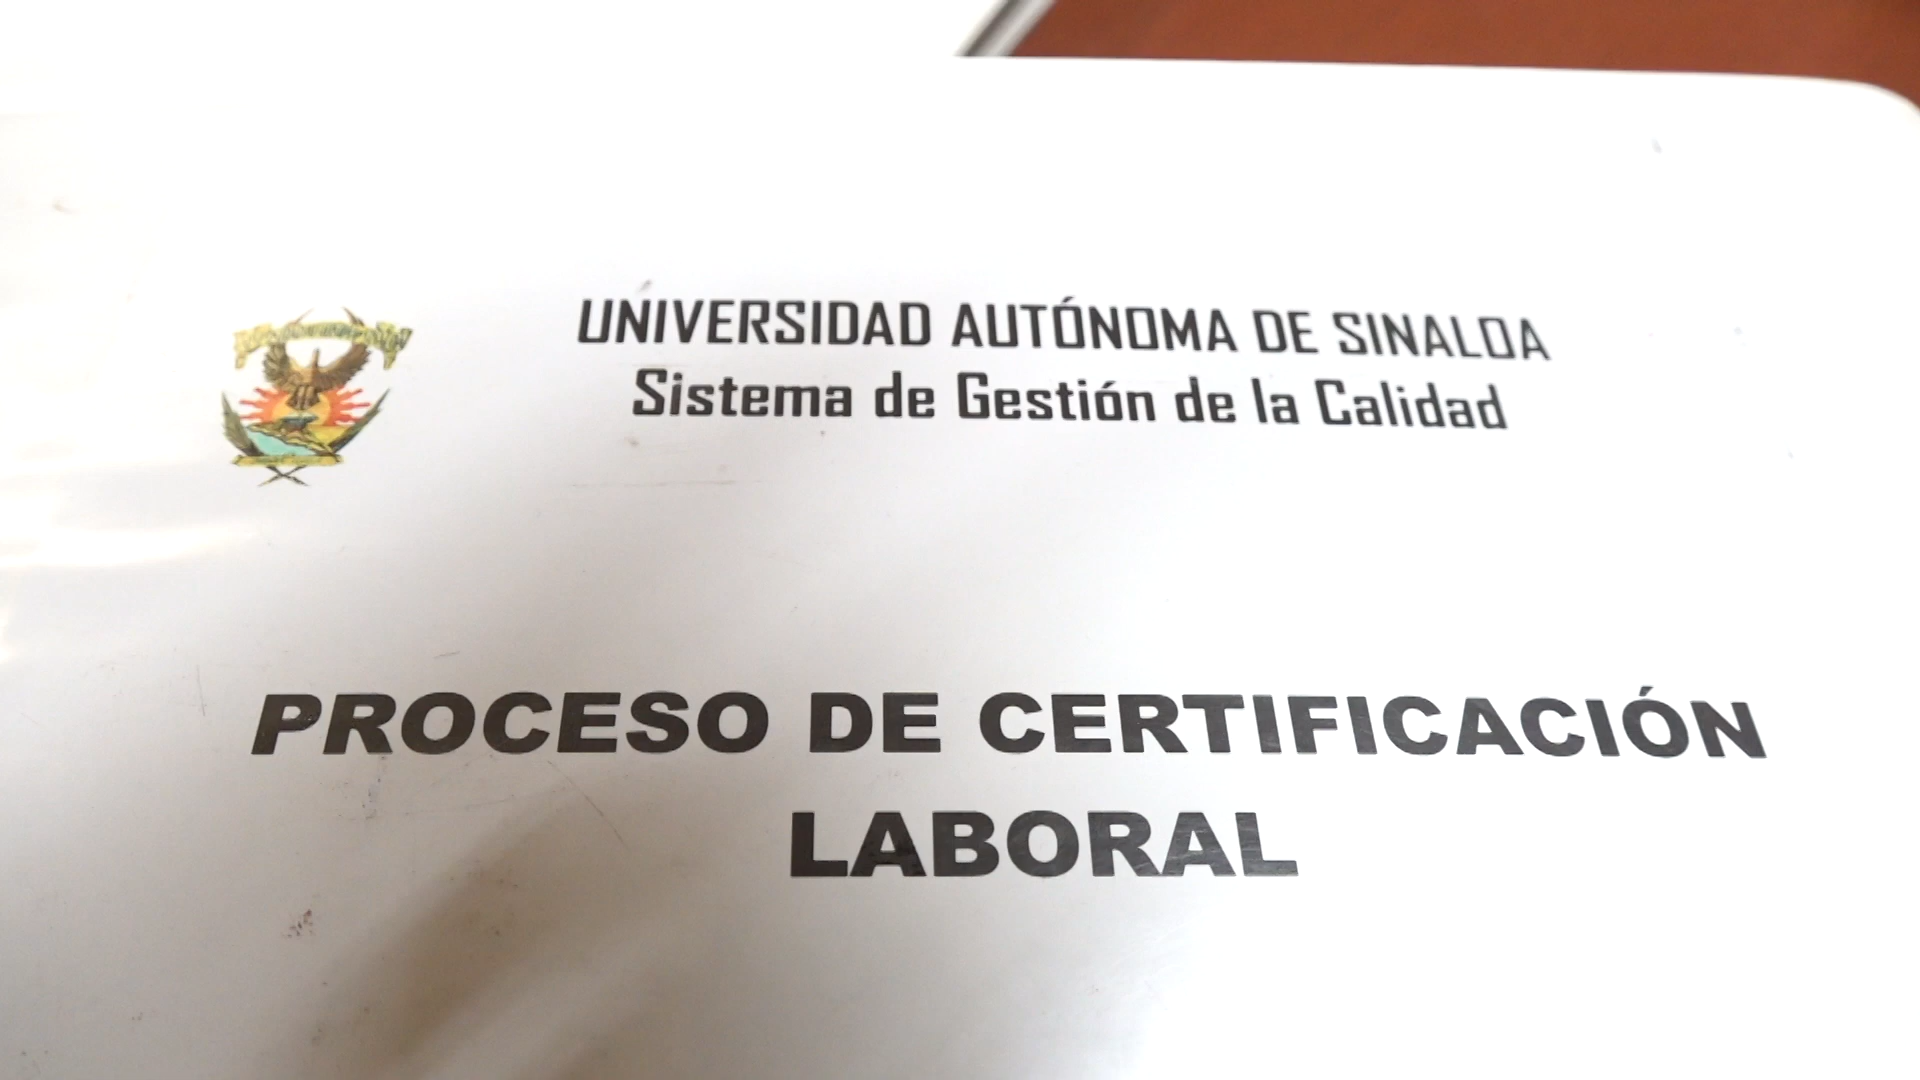 UNIVERSIDAD AUTÓNOMA DE SINALOA
Sistema de Gestión de la Calidad
PROCESO DE CERTIFICACIÓN
LABORAL